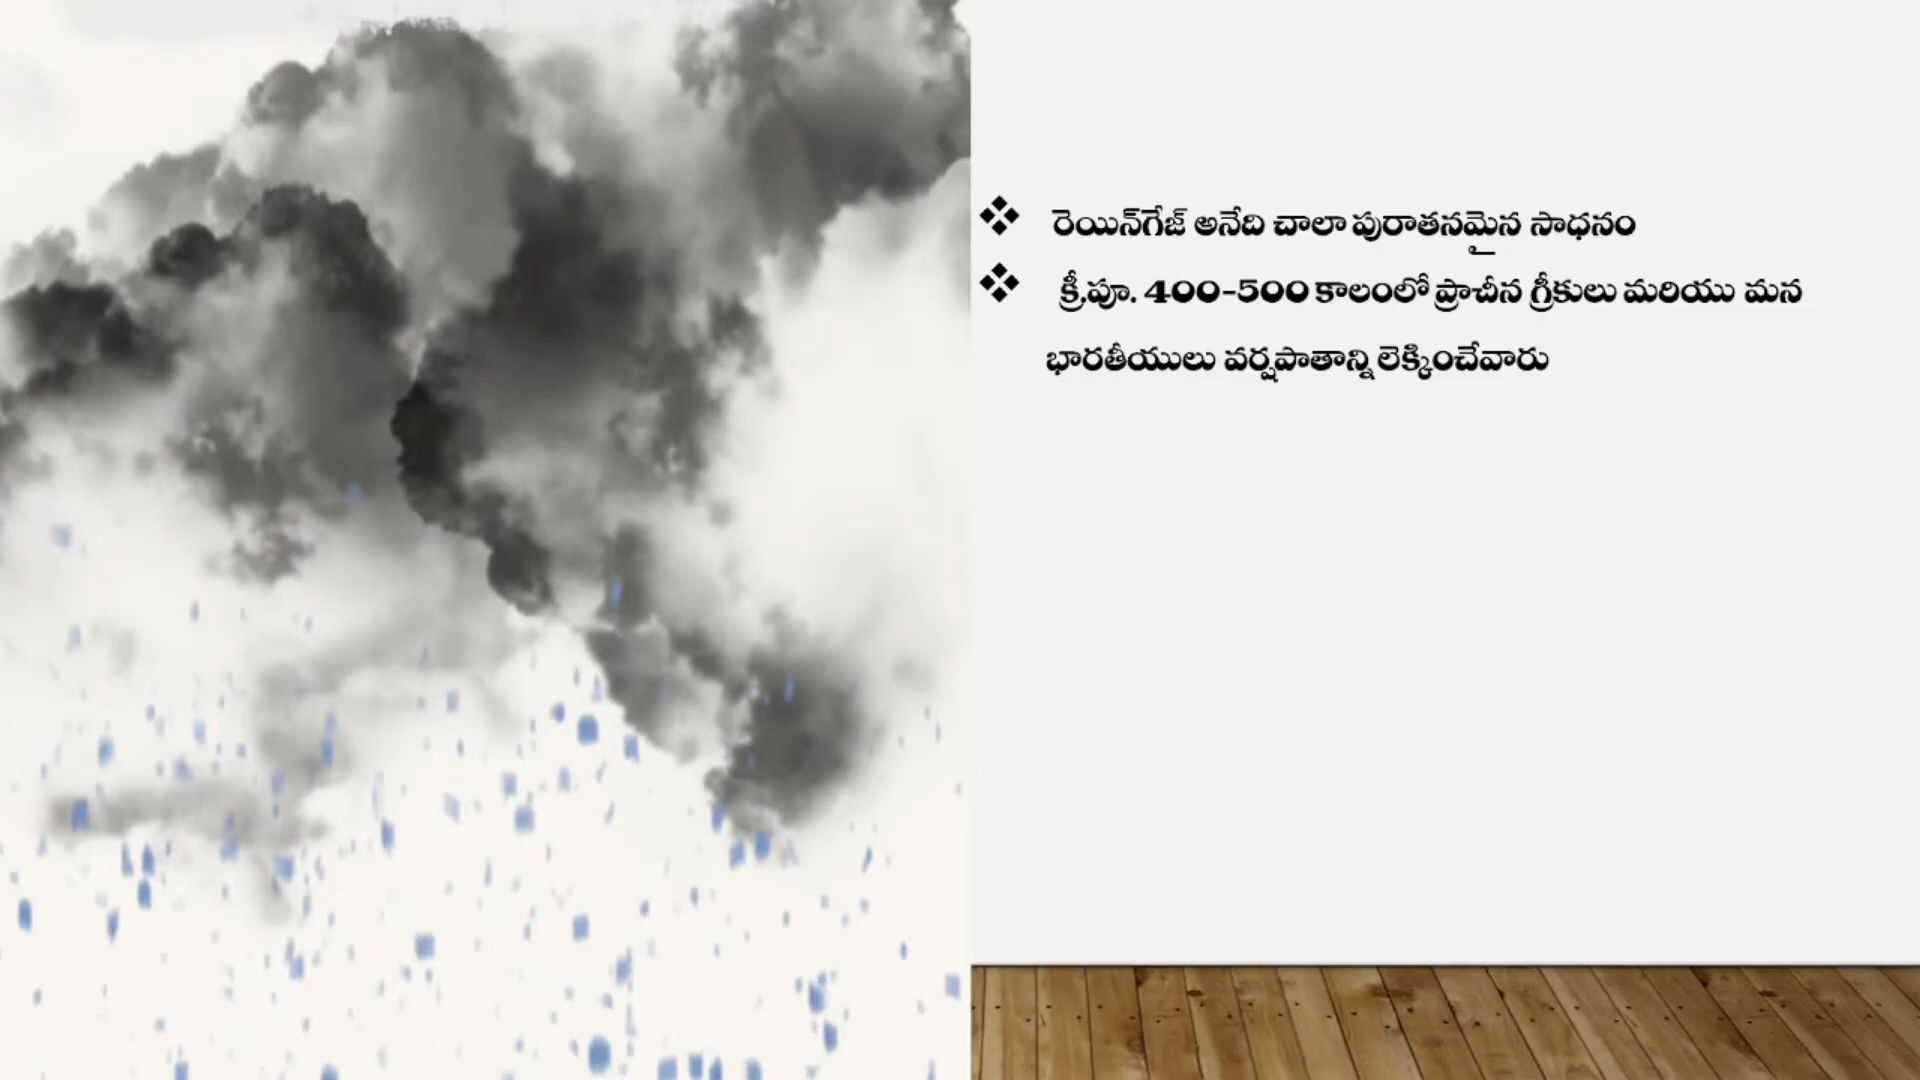 ❖ రెయిన్‌గేజ్ అనేది చాలా పురాతనమైన సాధనం
❖ క్రీ.పూ. 400-500 కాలంలో ప్రాచీన గ్రీకులు మరియు మన
భారతీయులు వర్షపాతాన్ని లెక్కించేవారు